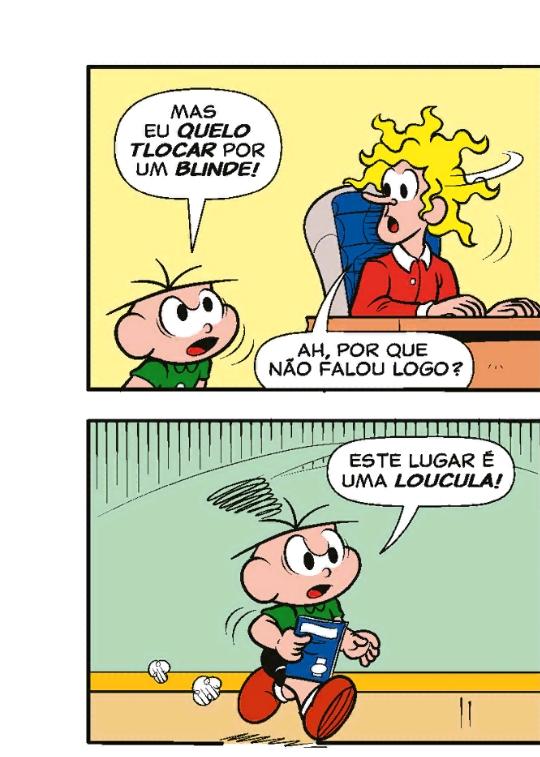 MAS
EU QUELO
TLOCAR POR
UM BLINDE!
AH, POR QUE
NÃO FALOU LOGO?
ESTE LUGAR É
UMA LOUCULA!